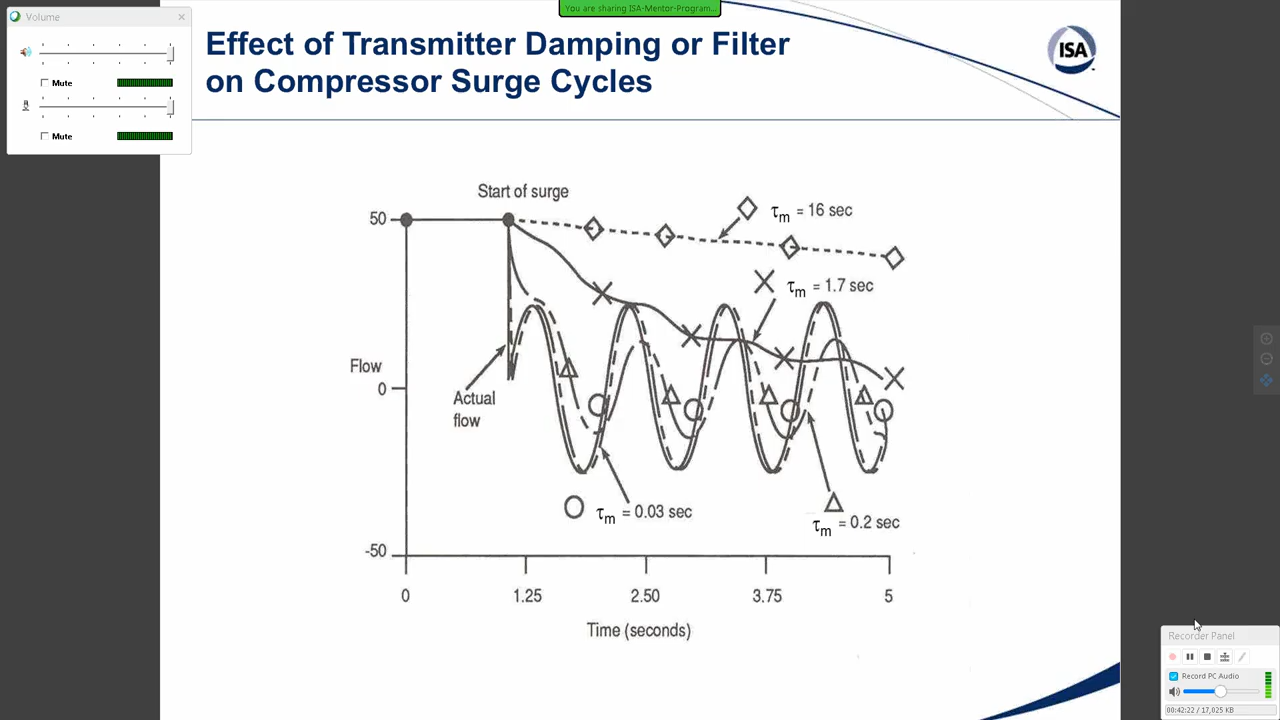 You are sharing ISA-Mentor-Program...
Volume
Mute
Mute
Effect of Transmitter Damping or Filter
on Compressor Surge Cycles
ISA
Start of surge
50
τm = 16 sec
τm = 1.7 sec
Flow
0
Actual
flow
τm = 0.03 sec
τm = 0.2 sec
-50
0
1.25
2.50
3.75
5
Time (seconds)
Recorder Panel
Record PC Audio
00:42:22 / 17,025 KB